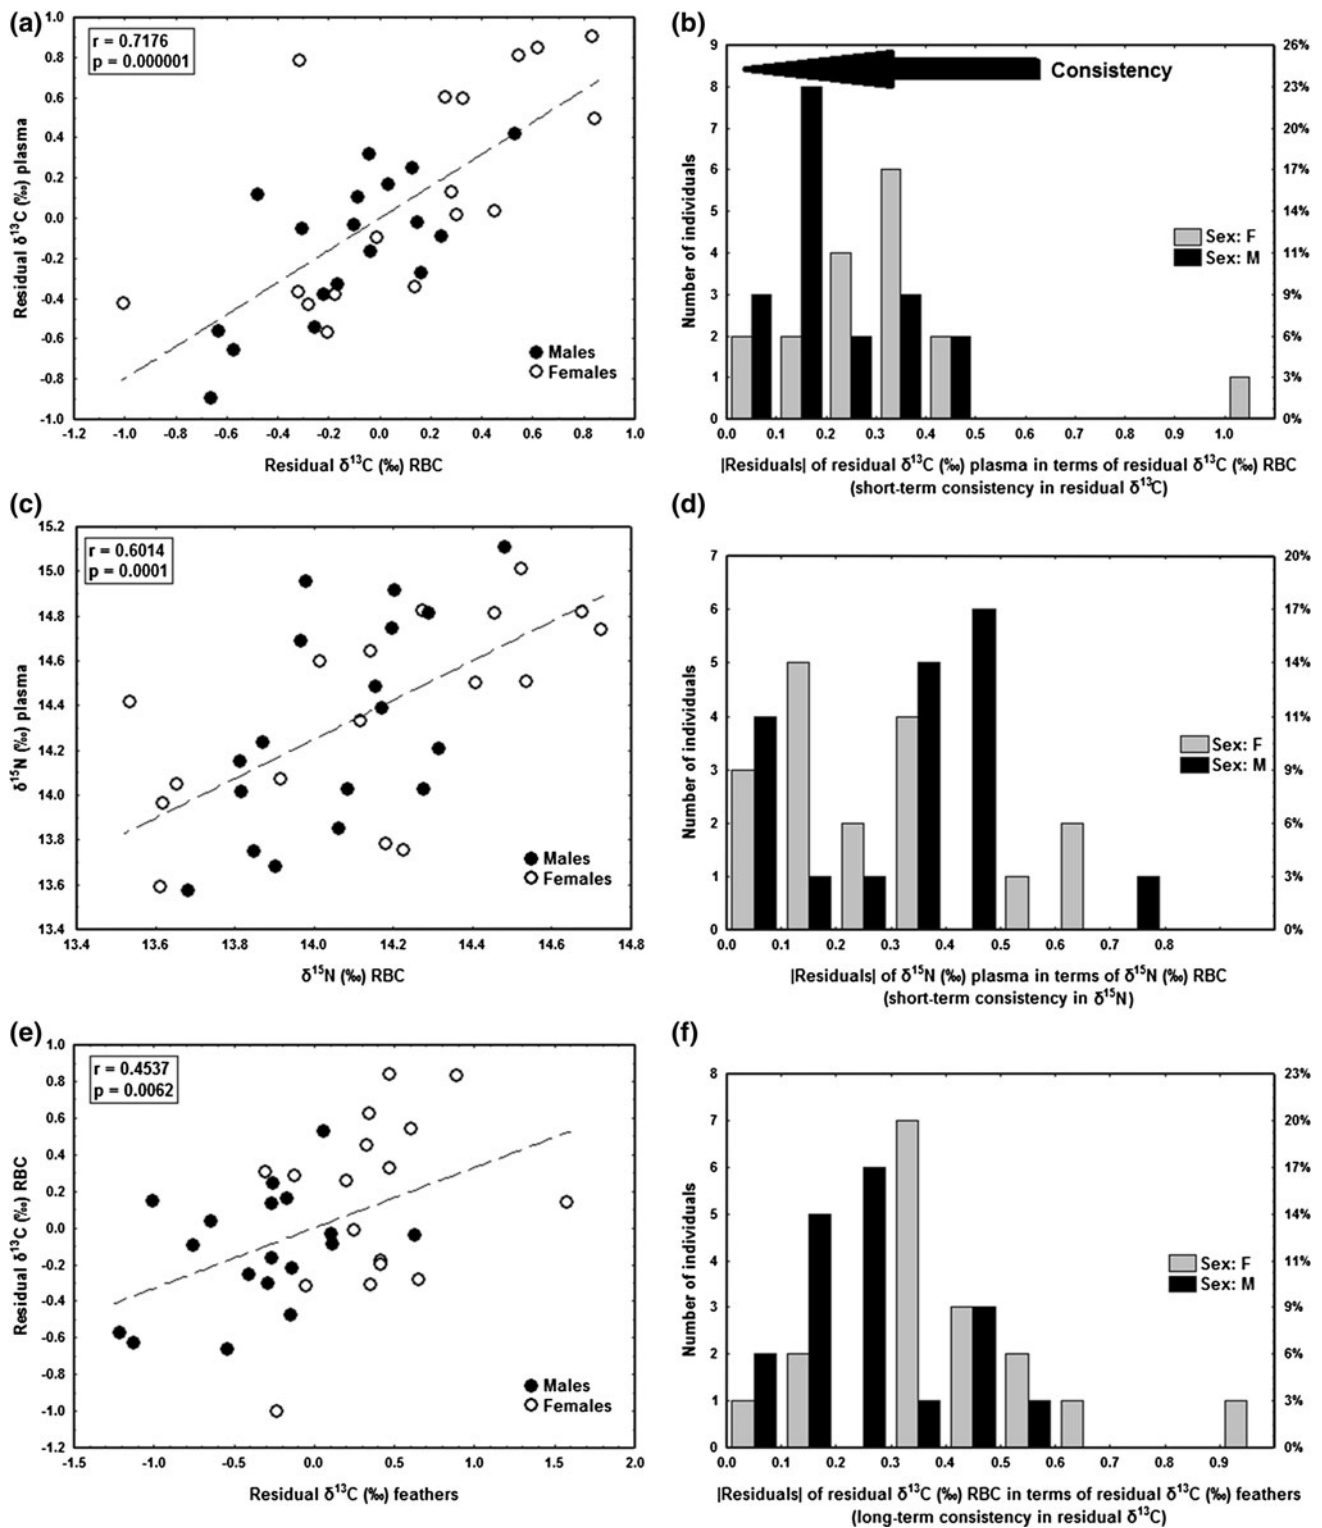 (a)
r = 0.7176
p = 0.000001
1.0
0.8
0.6
0.4
0.2
0.0
-0.2
-0.4
-0.6
-0.8
-1.0
Residual δ¹³C (‰) plasma
Males
Females
-1.2 -1.0 -0.8 -0.6 -0.4 -0.2 0.0 0.2 0.4 0.6 0.8 1.0
Residual δ¹³C (‰) RBC
(b)
Consistency
9
8
7
6
5
4
3
2
1
0
Number of individuals
26%
23%
20%
17%
14%
11%
9%
6%
3%
0%
Sex: F
Sex: M
0.0 0.1 0.2 0.3 0.4 0.5 0.6 0.7 0.8 0.9 1.0
|Residuals| of residual δ¹³C (‰) plasma in terms of residual δ¹³C (‰) RBC
(short-term consistency in residual δ¹³C)
(c)
r = 0.6014
p = 0.0001
15.2
15.0
14.8
14.6
14.4
14.2
14.0
13.8
13.6
13.4
δ¹⁵N (‰) plasma
Males
Females
13.4 13.6 13.8 14.0 14.2 14.4 14.6 14.8
δ¹⁵N (‰) RBC
(d)
7
6
5
4
3
2
1
0
Number of individuals
20%
17%
14%
11%
9%
6%
3%
0%
Sex: F
Sex: M
0.0 0.1 0.2 0.3 0.4 0.5 0.6 0.7 0.8
|Residuals| of δ¹⁵N (‰) plasma in terms of δ¹⁵N (‰) RBC
(short-term consistency in δ¹⁵N)
(e)
r = 0.4537
p = 0.0062
1.0
0.8
0.6
0.4
0.2
0.0
-0.2
-0.4
-0.6
-0.8
-1.0
-1.2
Residual δ¹³C (‰) RBC
Males
Females
-1.5 -1.0 -0.5 0.0 0.5 1.0 1.5 2.0
Residual δ¹³C (‰) feathers
(f)
8
7
6
5
4
3
2
1
0
Number of individuals
23%
20%
17%
14%
11%
9%
6%
3%
0%
Sex: F
Sex: M
0.0 0.1 0.2 0.3 0.4 0.5 0.6 0.7 0.8 0.9
|Residuals| of residual δ¹³C (‰) RBC in terms of residual δ¹³C (‰) feathers
(long-term consistency in residual δ¹³C)